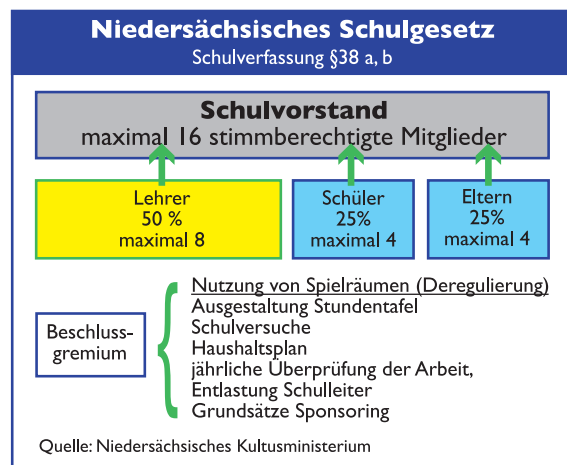 Niedersächsisches Schulgesetz
Schulverfassung §38 a, b
Schulvorstand
maximal 16 stimmberechtigte Mitglieder
Lehrer
50 %
maximal 8
Schüler
25%
maximal 4
Eltern
25%
maximal 4
Beschluss-
gremium
Nutzung von Spielräumen (Deregulierung)
Ausgestaltung Stundentafel
Schulversuche
Haushaltsplan
jährliche Überprüfung der Arbeit,
Entlastung Schulleiter
Grundsätze Sponsoring
Quelle: Niedersächsisches Kultusministerium